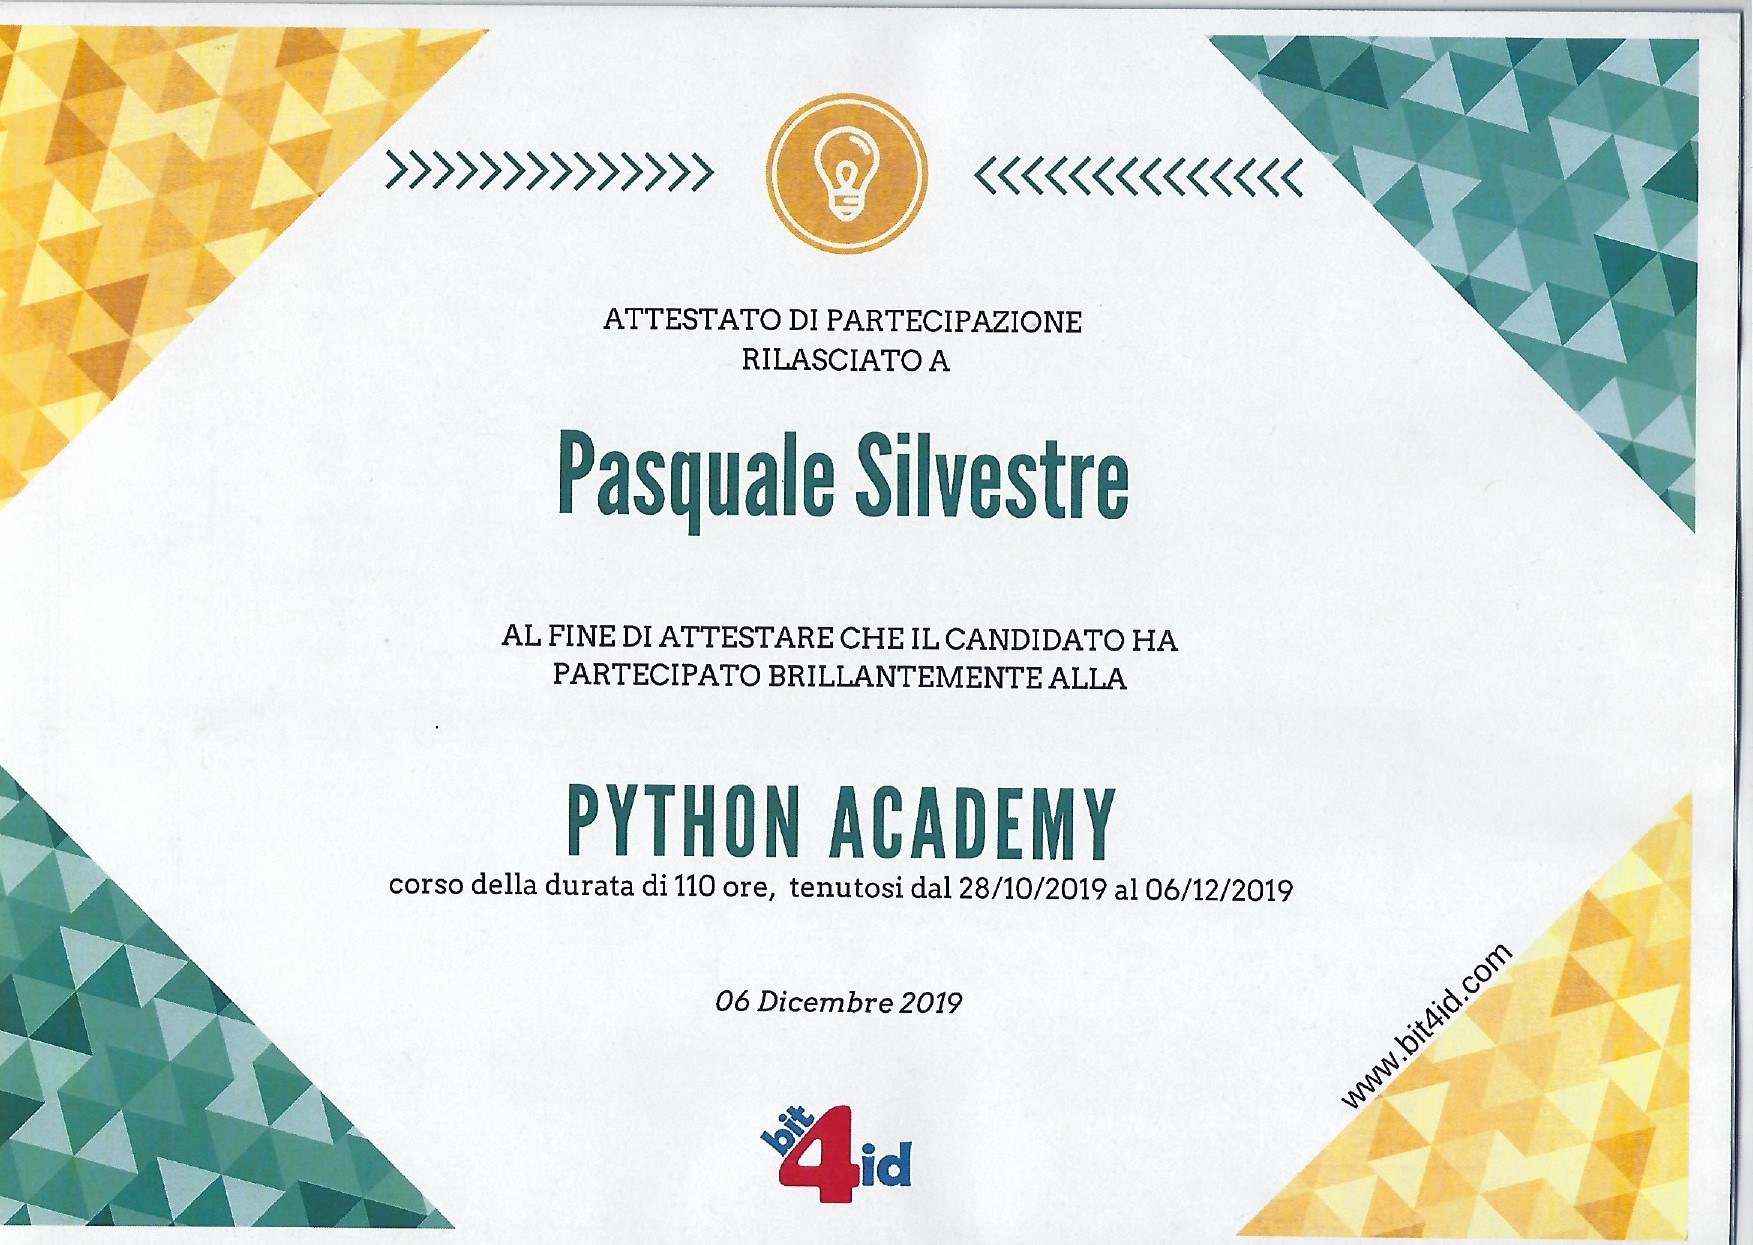 ATTESTATO DI PARTECIPAZIONE
RILASCIATO A
Pasquale Silvestre
AL FINE DI ATTESTARE CHE IL CANDIDATO HA
PARTECIPATO BRILLANTEMENTE ALLA
PYTHON ACADEMY
corso della durata di 110 ore, tenutosi dal 28/10/2019 al 06/12/2019
06 Dicembre 2019
www.bit4id.com
bit4id